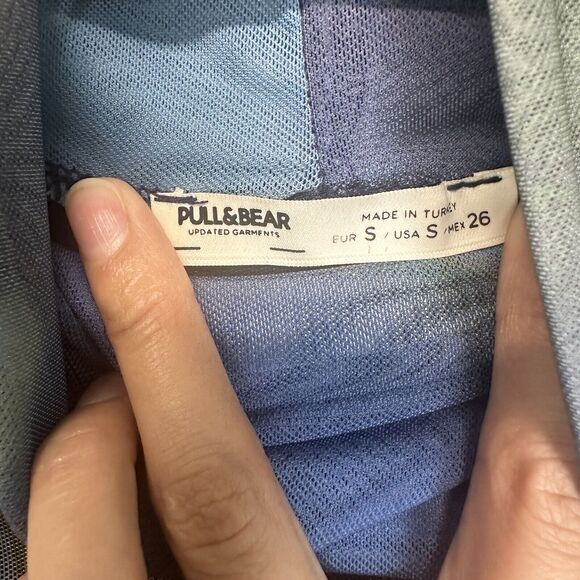 PULL&BEAR
UPDATED GARMENTS
MADE IN TURKEY
EUR S / USA S / MEX 26